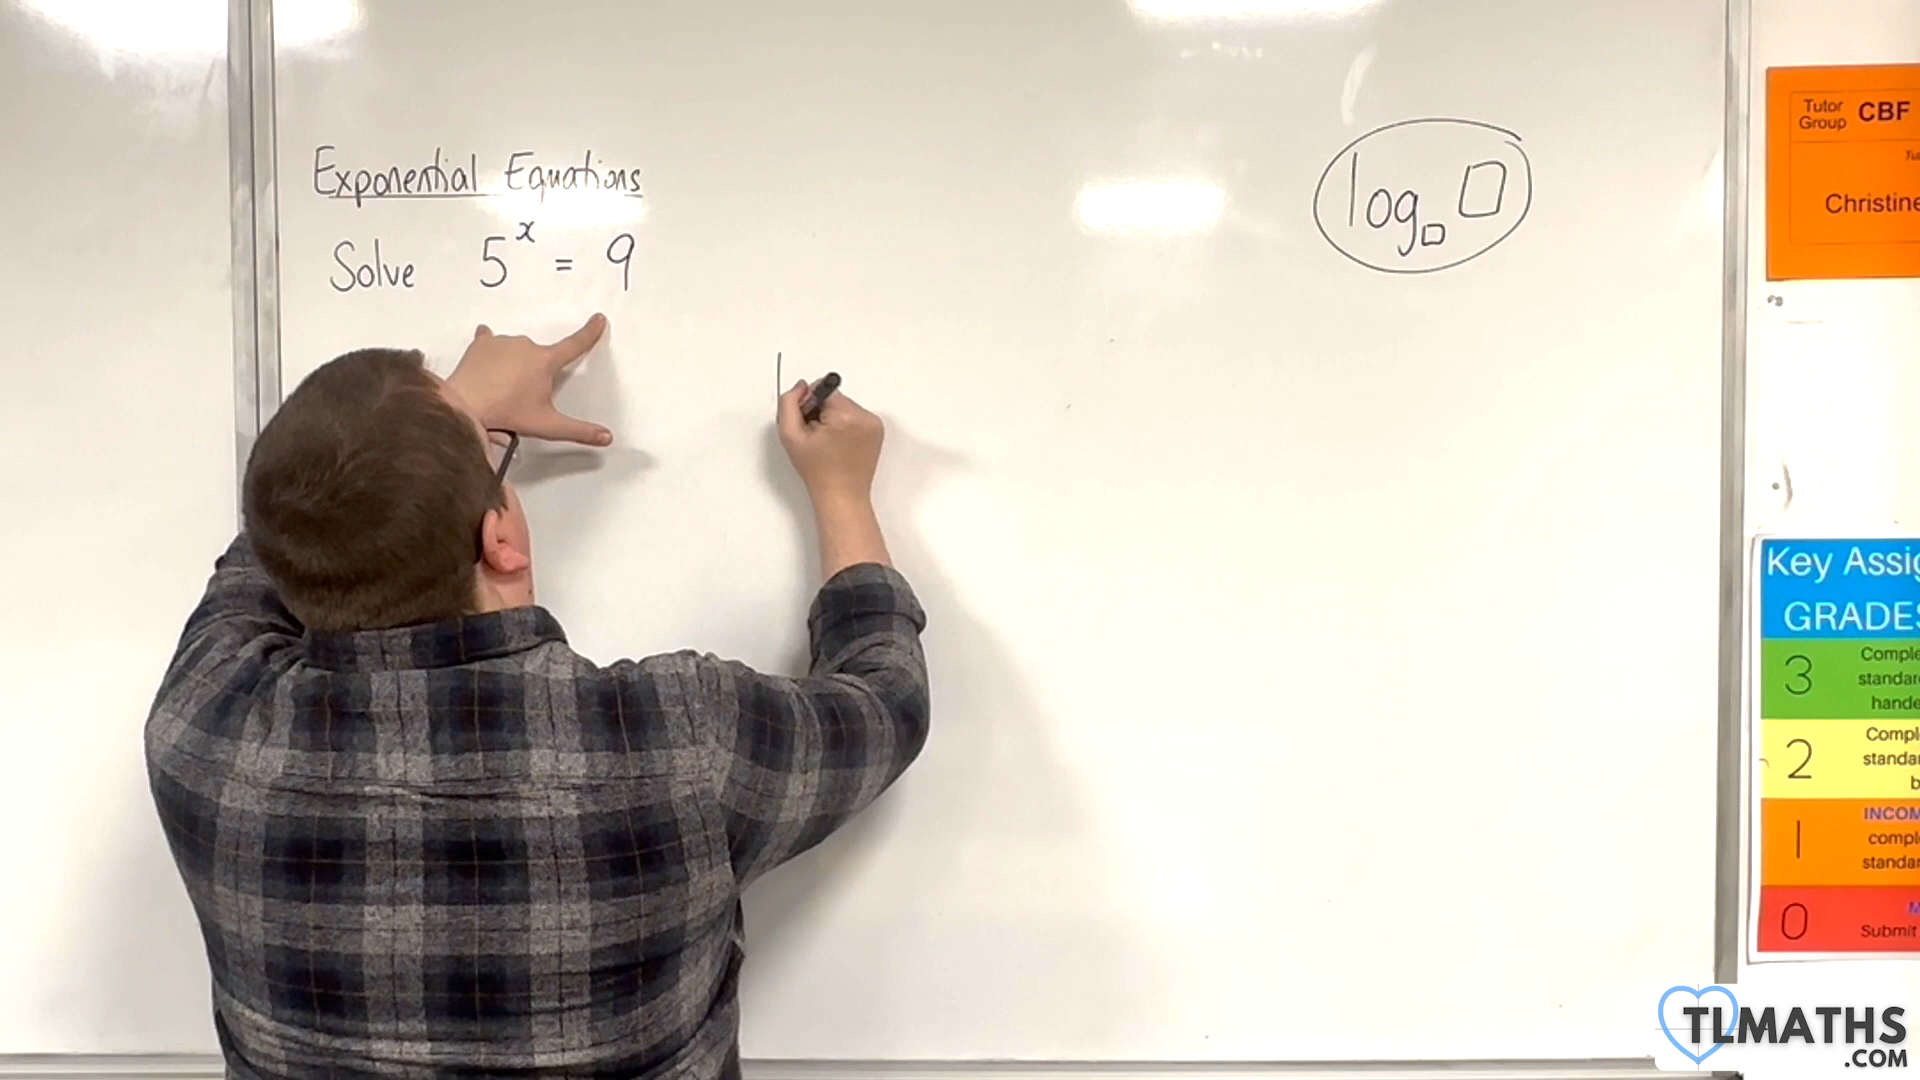 Exponential Equations
Solve 5^x = 9
log□ □
Tutor Group CBF
Christine
Key Assig
GRADES
3 Comple
standar
hande
2 Compl
standa
b
1 INCOM
comple
standar
0 M
Submit
TLMATHS
.COM